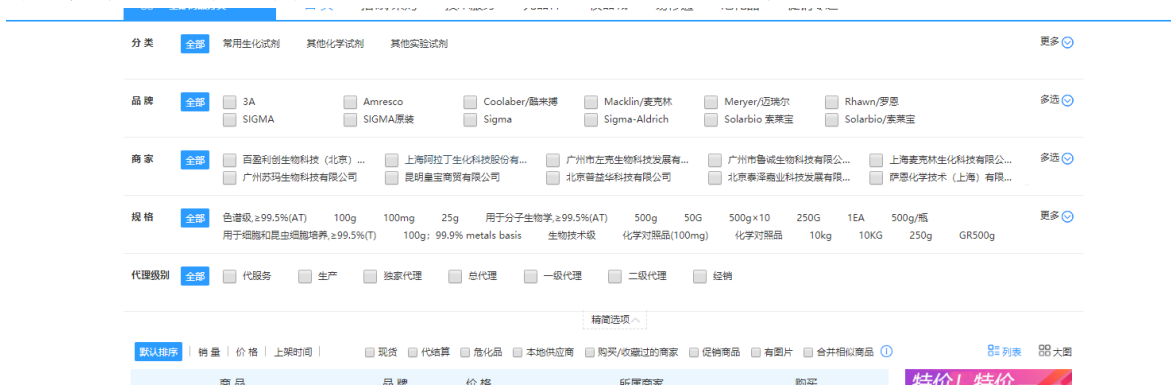 分 类 全部 常用生化试剂 其他化学试剂 其他实验试剂 更多
品 牌 全部 3A Amresco Coolaber/酷来搏 Macklin/麦克林 Meryer/迈瑞尔 Rhawn/罗恩 多选
SIGMA SIGMA原装 Sigma Sigma-Aldrich Solarbio 索莱宝 Solarbio/索莱宝
商 家 全部 百盈利创生物科技（北京）... 上海阿拉丁生化科技股份有... 广州市左克生物科技发展有... 广州市鲁诚生物科技有限公... 上海麦克林生化科技有限公... 多选
广州苏玛生物科技有限公司 昆明皇宝商贸有限公司 北京普益华科技有限公司 北京泰泽嘉业科技发展有限... 萨恩化学技术（上海）有限...
规 格 全部 色谱级,≥99.5%(AT) 100g 100mg 25g 用于分子生物学,≥99.5%(AT) 500g 50G 500g×10 250G 1EA 500g/瓶 更多
用于细胞和昆虫细胞培养,≥99.5%(T) 100g；99.9% metals basis 生物技术级 化学对照品(100mg) 化学对照品 10kg 10KG 250g GR500g
代理级别 全部 代服务 生产 独家代理 总代理 一级代理 二级代理 经销
精简选项
默认排序 销 量 价 格 上架时间 现货 代结算 危化品 本地供应商 购买/收藏过的商家 促销商品 有图片 合并相似商品 列表 大图
商 品 品 牌 价 格 所属商家 购买 特价！特价